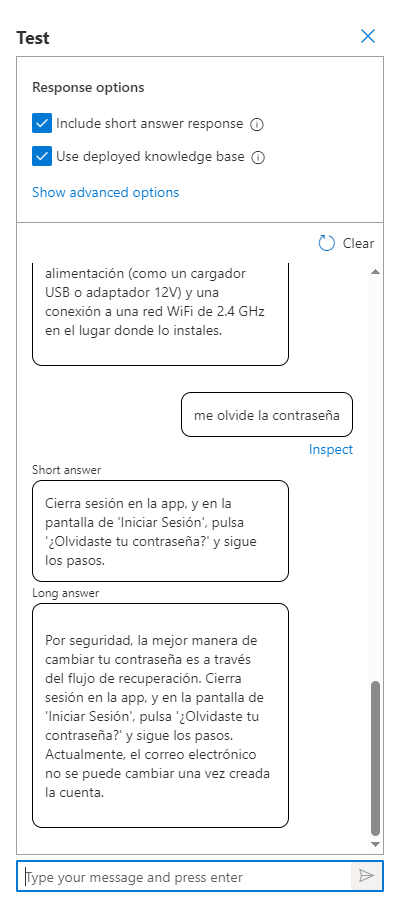 Test
Response options
Include short answer response
Use deployed knowledge base
Show advanced options
Clear
alimentación (como un cargador
USB o adaptador 12V) y una
conexión a una red WiFi de 2.4 GHz
en el lugar donde lo instales.
me olvide la contraseña
Inspect
Short answer
Cierra sesión en la app, y en la
pantalla de 'Iniciar Sesión', pulsa
'¿Olvidaste tu contraseña?' y sigue
los pasos.
Long answer
Por seguridad, la mejor manera de
cambiar tu contraseña es a través
del flujo de recuperación. Cierra
sesión en la app, y en la pantalla de
'Iniciar Sesión', pulsa '¿Olvidaste tu
contraseña?' y sigue los pasos.
Actualmente, el correo electrónico
no se puede cambiar una vez creada
la cuenta.
Type your message and press enter